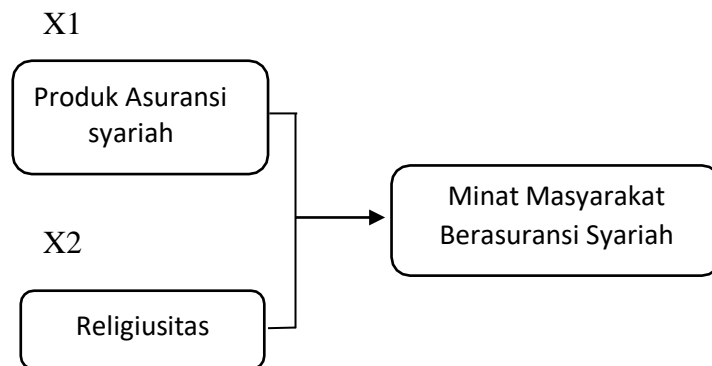 X1
Produk Asuransi
syariah
Minat Masyarakat
Berasuransi Syariah
X2
Religiusitas